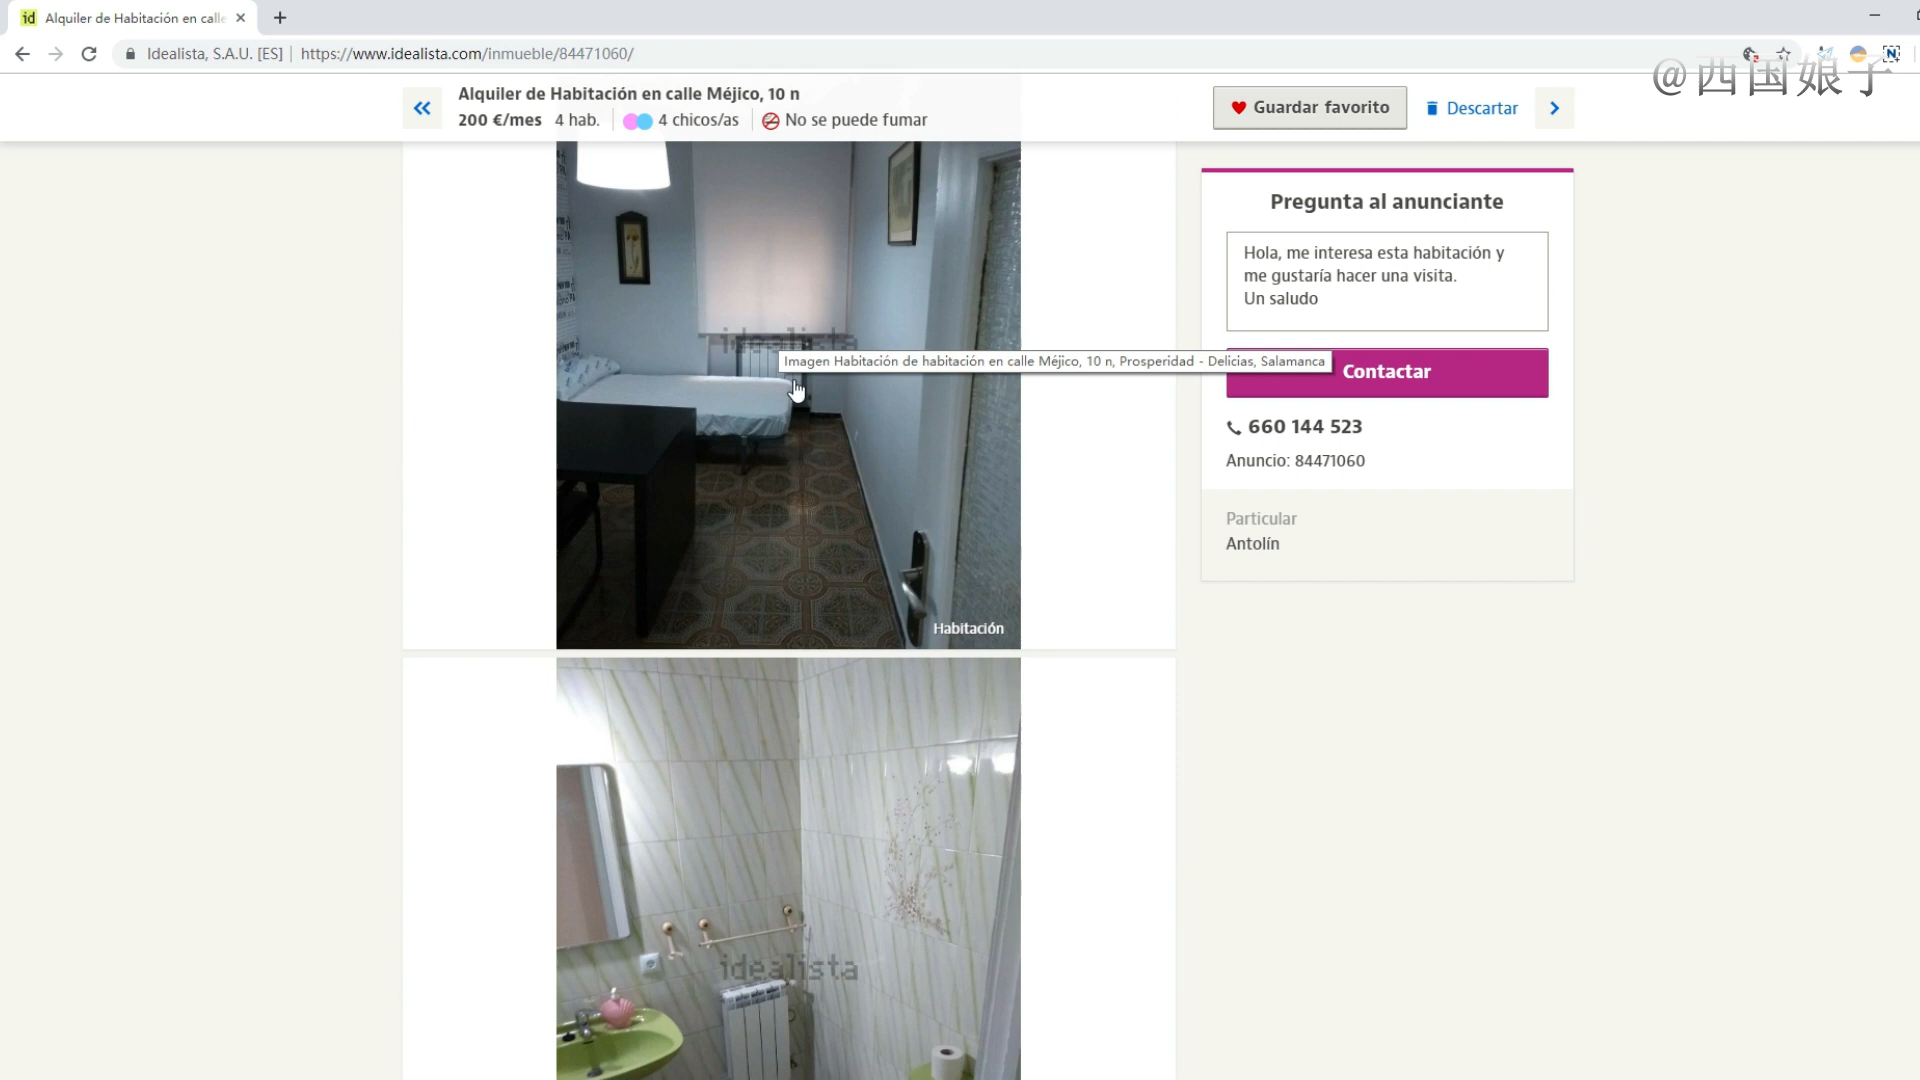 id Alquiler de Habitación en calle
Idealista, S.A.U. [ES] | https://www.idealista.com/inmueble/84471060/
@西国娘子
Alquiler de Habitación en calle Méjico, 10 n
200 €/mes 4 hab. 4 chicos/as No se puede fumar
Guardar favorito
Descartar
idealista
Imagen Habitación de habitación en calle Méjico, 10 n, Prosperidad - Delicias, Salamanca
Habitación
idealista
Pregunta al anunciante
Hola, me interesa esta habitación y
me gustaría hacer una visita.
Un saludo
Contactar
660 144 523
Anuncio: 84471060
Particular
Antolín